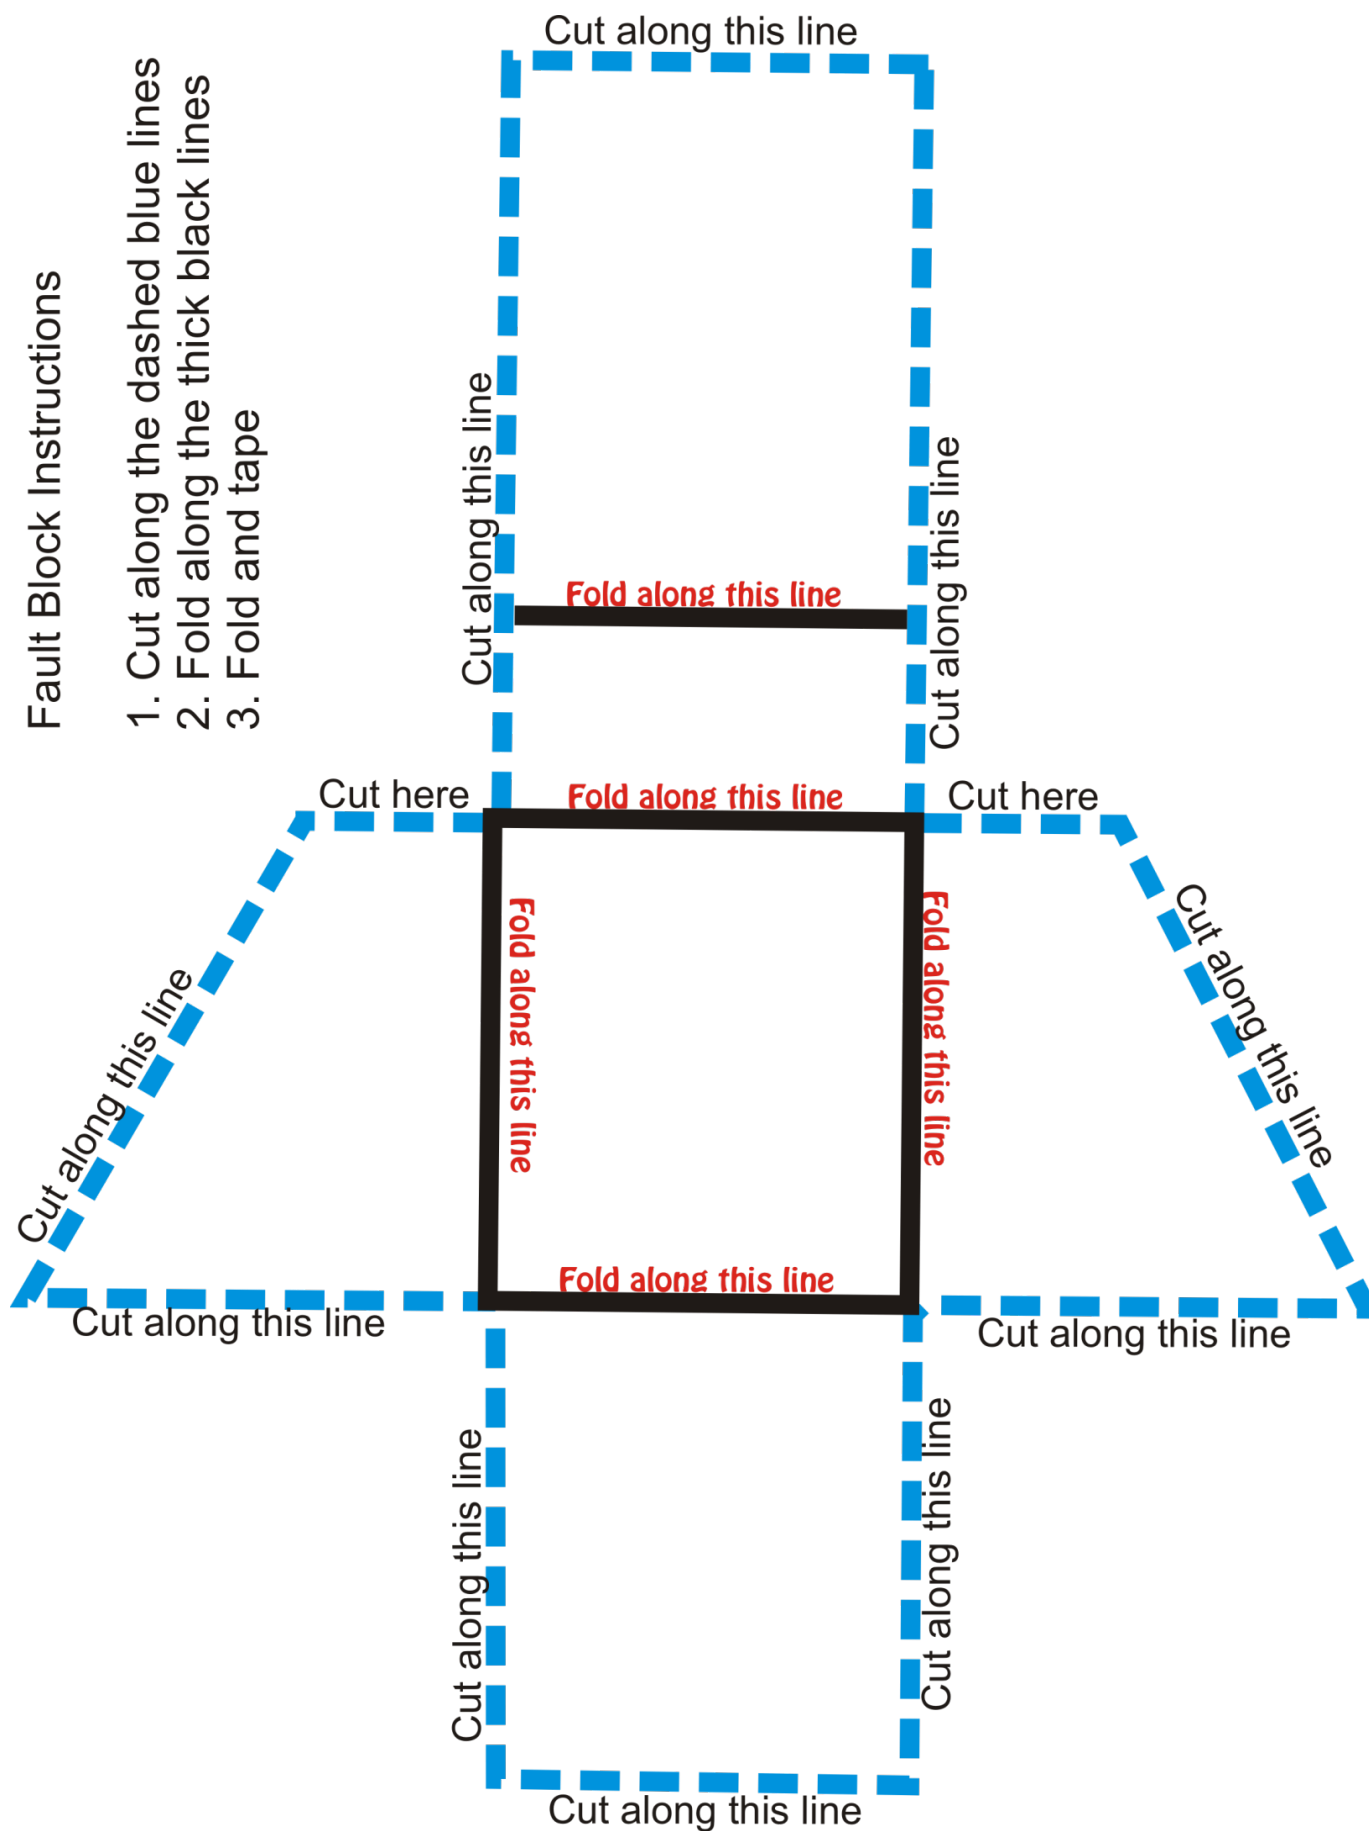 Fault Block Instructions
1. Cut along the dashed blue lines
2. Fold along the thick black lines
3. Fold and tape
Cut along this line
Cut along this line
Cut along this line
Fold along this line
Cut here
Fold along this line
Cut here
Cut along this line
Fold along this line
Fold along this line
Cut along this line
Fold along this line
Cut along this line
Cut along this line
Cut along this line
Cut along this line
Cut along this line